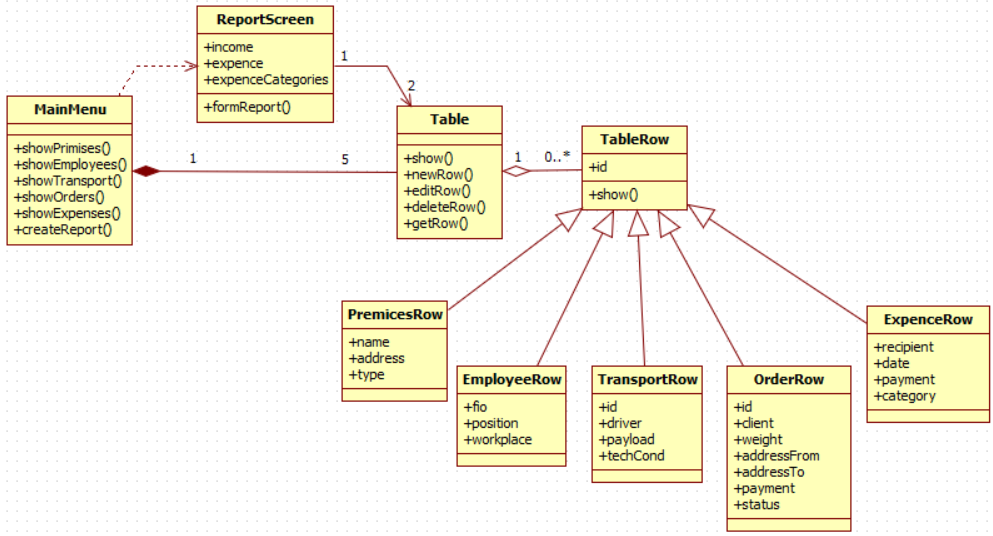 ReportScreen
+income
+expence
+expenceCategories
+formReport()
1
2
MainMenu
+showPrimises()
+showEmployees()
+showTransport()
+showOrders()
+showExpenses()
+createReport()
1
5
Table
+show()
+newRow()
+editRow()
+deleteRow()
+getRow()
1
0..*
TableRow
+id
+show()
PremicesRow
+name
+address
+type
EmployeeRow
+fio
+position
+workplace
TransportRow
+id
+driver
+payload
+techCond
OrderRow
+id
+client
+weight
+addressFrom
+addressTo
+payment
+status
ExpenceRow
+recipient
+date
+payment
+category